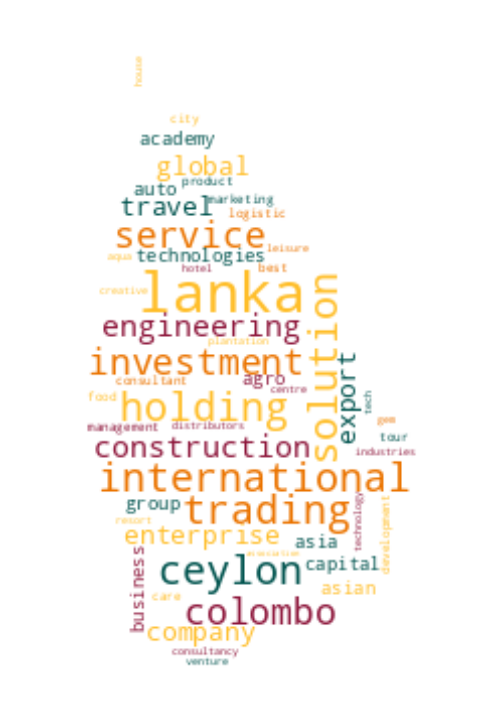 house
city
academy
global
product
auto
marketing
travel
logistic
service
leisure
aqua
technologies
hotel
best
lanka
creative
solution
engineering
plantation
investment
consultant
agro
centre
export
tech
food
holding
gem
management
distributors
tour
construction
industries
international
group
trading
technology
development
resort
enterprise
asia
association
ceylon
capital
business
care
asian
colombo
company
consultancy
venture